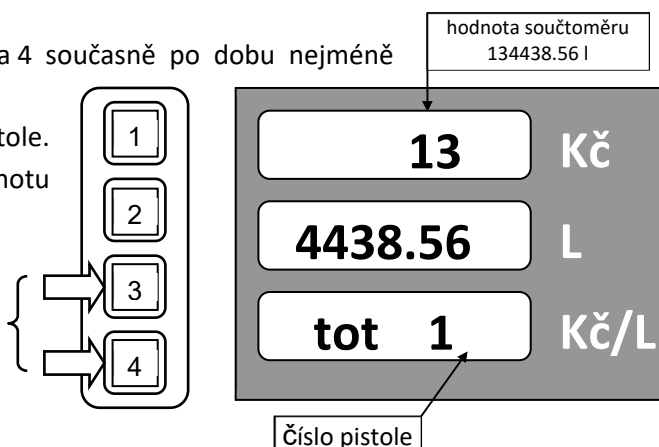 hodnota součtoměru
134438.56 l
a 4 současně po dobu nejméně
tole.
notu
1
2
3
4
13 Kč
4438.56 L
tot 1 Kč/L
Číslo pistole